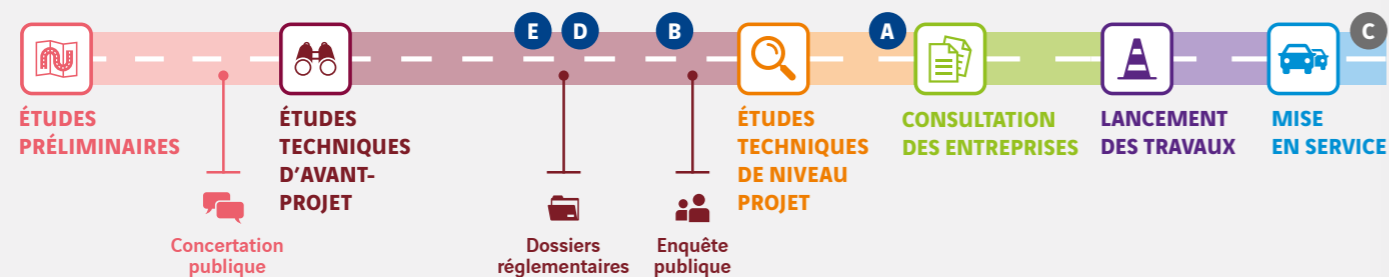 E D B A C
ÉTUDES
PRÉLIMINAIRES
Concertation
publique
ÉTUDES
TECHNIQUES
D’AVANT-
PROJET
Dossiers
réglementaires
Enquête
publique
ÉTUDES
TECHNIQUES
DE NIVEAU
PROJET
CONSULTATION
DES ENTREPRISES
LANCEMENT
DES TRAVAUX
MISE
EN SERVICE